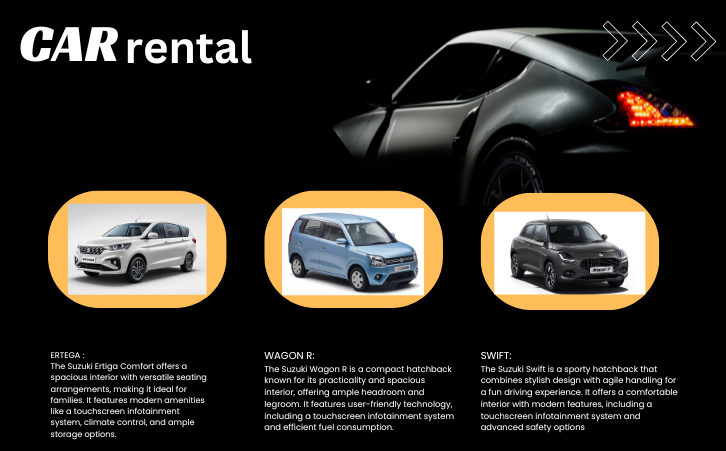 CAR rental
ERTEGA :
The Suzuki Ertiga Comfort offers a
spacious interior with versatile seating
arrangements, making it ideal for
families. It features modern amenities
like a touchscreen infotainment
system, climate control, and ample
storage options.
WAGON R:
The Suzuki Wagon R is a compact hatchback
known for its practicality and spacious
interior, offering ample headroom and
legroom. It features user-friendly technology,
including a touchscreen infotainment system
and efficient fuel consumption.
SWIFT:
The Suzuki Swift is a sporty hatchback that
combines stylish design with agile handling for
a fun driving experience. It offers a comfortable
interior with modern features, including a
touchscreen infotainment system and
advanced safety options